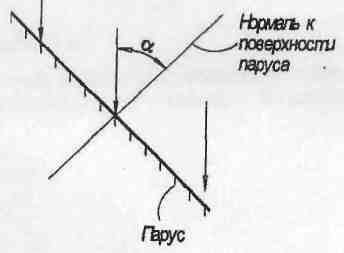 Нормаль к
поверхности
паруса
α
Парус